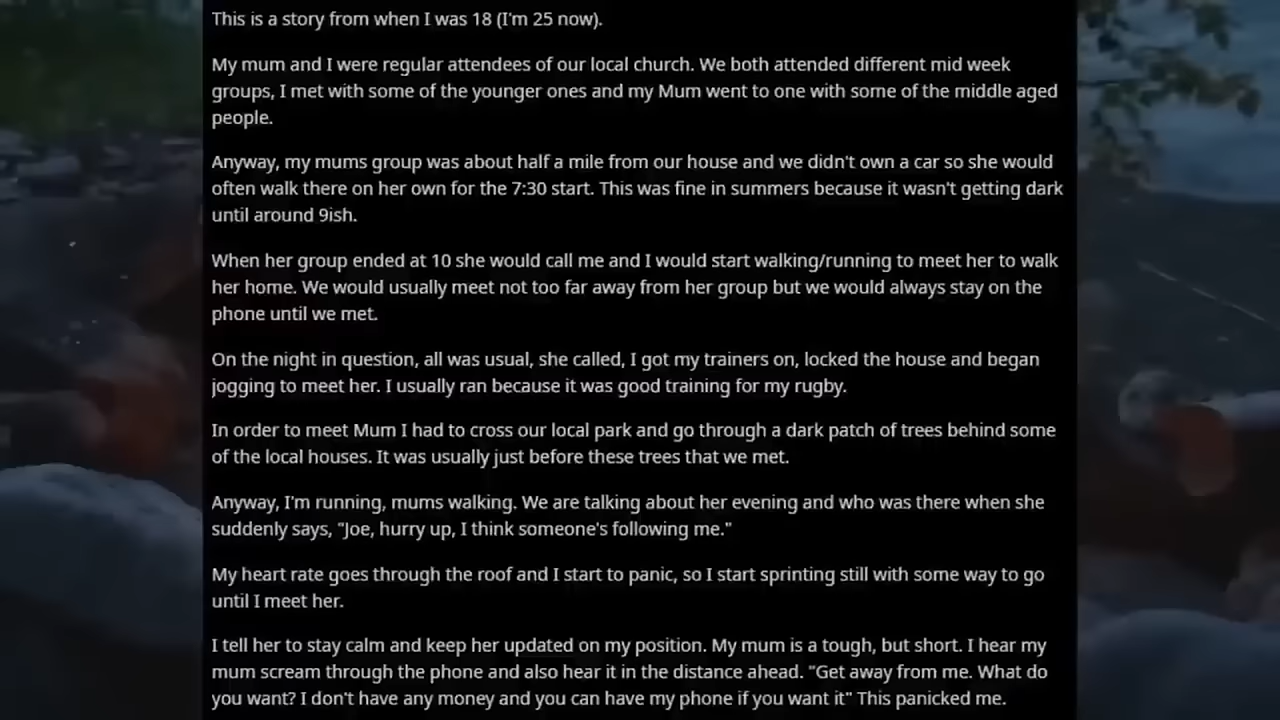 This is a story from when I was 18 (I'm 25 now).
My mum and I were regular attendees of our local church. We both attended different mid week
groups, I met with some of the younger ones and my Mum went to one with some of the middle aged
people.
Anyway, my mums group was about half a mile from our house and we didn't own a car so she would
often walk there on her own for the 7:30 start. This was fine in summers because it wasn't getting dark
until around 9ish.
When her group ended at 10 she would call me and I would start walking/running to meet her to walk
her home. We would usually meet not too far away from her group but we would always stay on the
phone until we met.
On the night in question, all was usual, she called, I got my trainers on, locked the house and began
jogging to meet her. I usually ran because it was good training for my rugby.
In order to meet Mum I had to cross our local park and go through a dark patch of trees behind some
of the local houses. It was usually just before these trees that we met.
Anyway, I'm running, mums walking. We are talking about her evening and who was there when she
suddenly says, "Joe, hurry up, I think someone's following me."
My heart rate goes through the roof and I start to panic, so I start sprinting still with some way to go
until I meet her.
I tell her to stay calm and keep her updated on my position. My mum is a tough, but short. I hear my
mum scream through the phone and also hear it in the distance ahead. "Get away from me. What do
you want? I don't have any money and you can have my phone if you want it" This panicked me.